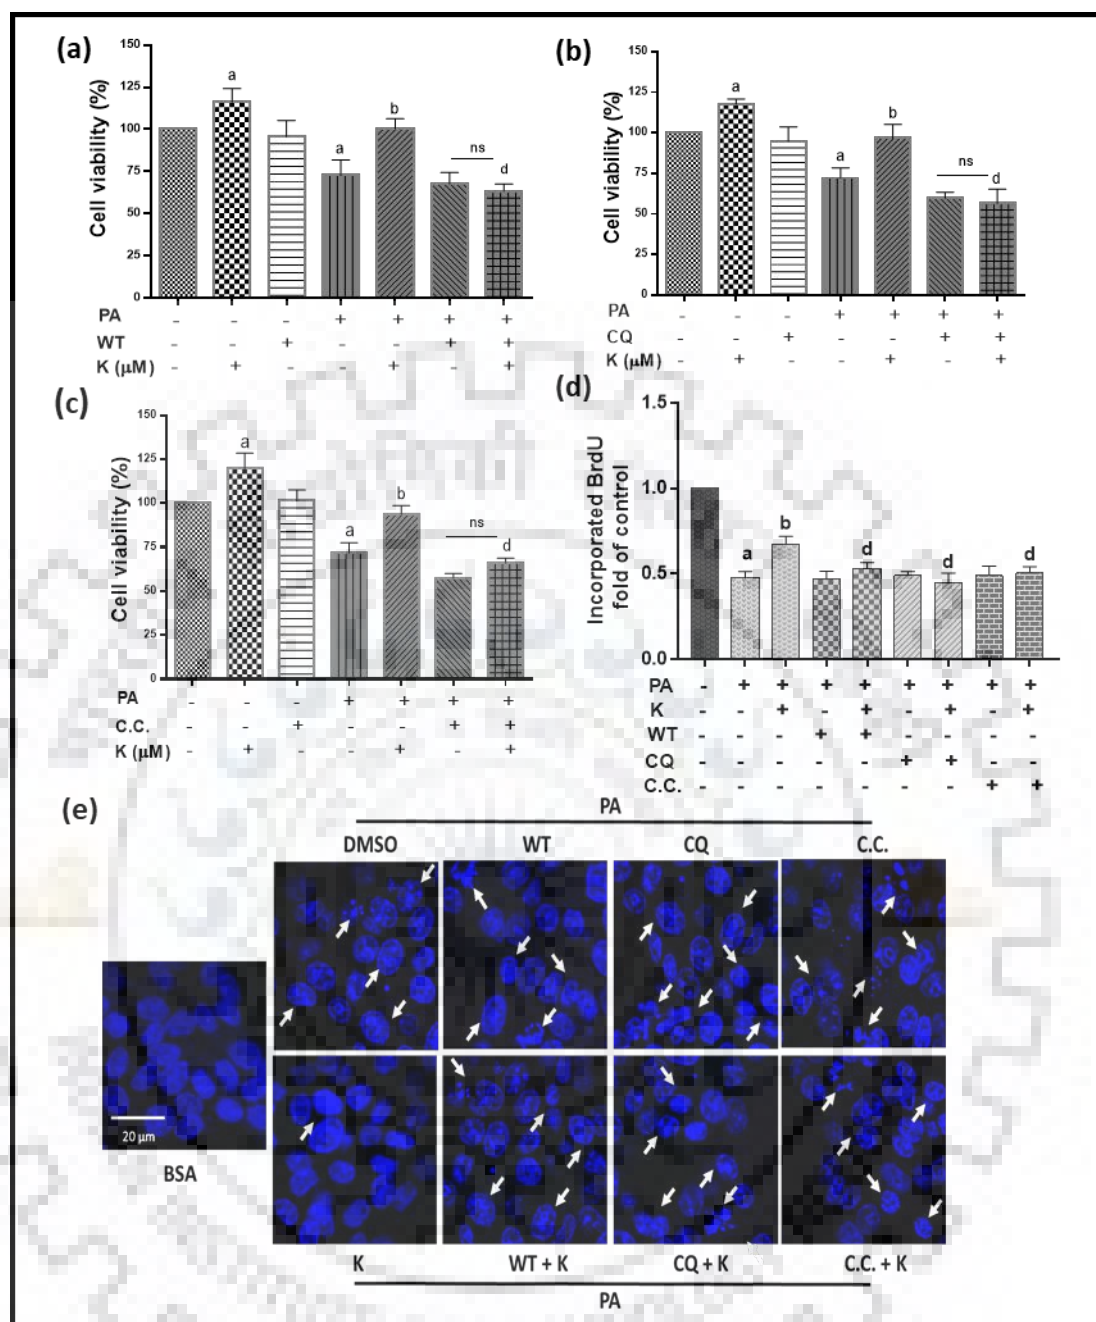 (a)
150
125
100
75
50
25
0
Cell viability (%)
a
a
b
ns
d
PA - - - + + + +
WT - - + - - + +
K (μM) - + - - + - +
(b)
150
125
100
75
50
25
0
Cell viability (%)
a
a
b
ns
d
PA - - - + + + +
CQ - - + - - + +
K (μM) - + - - + - +
(c)
150
125
100
75
50
25
0
Cell viability (%)
a
a
b
ns
d
PA - - - + + + +
C.C. - - + - - + +
K (μM) - + - - + - +
(d)
1.5
1.0
0.5
0.0
Incorporated BrdU
fold of control
a
b
d
d
d
PA - + + + + + + + +
K - - + - + - + - +
WT - - - + + - - - -
CQ - - - - - + + - -
C.C. - - - - - - - + +
(e)
PA
DMSO WT CQ C.C.
20 μm
BSA
K WT + K CQ + K C.C. + K
PA